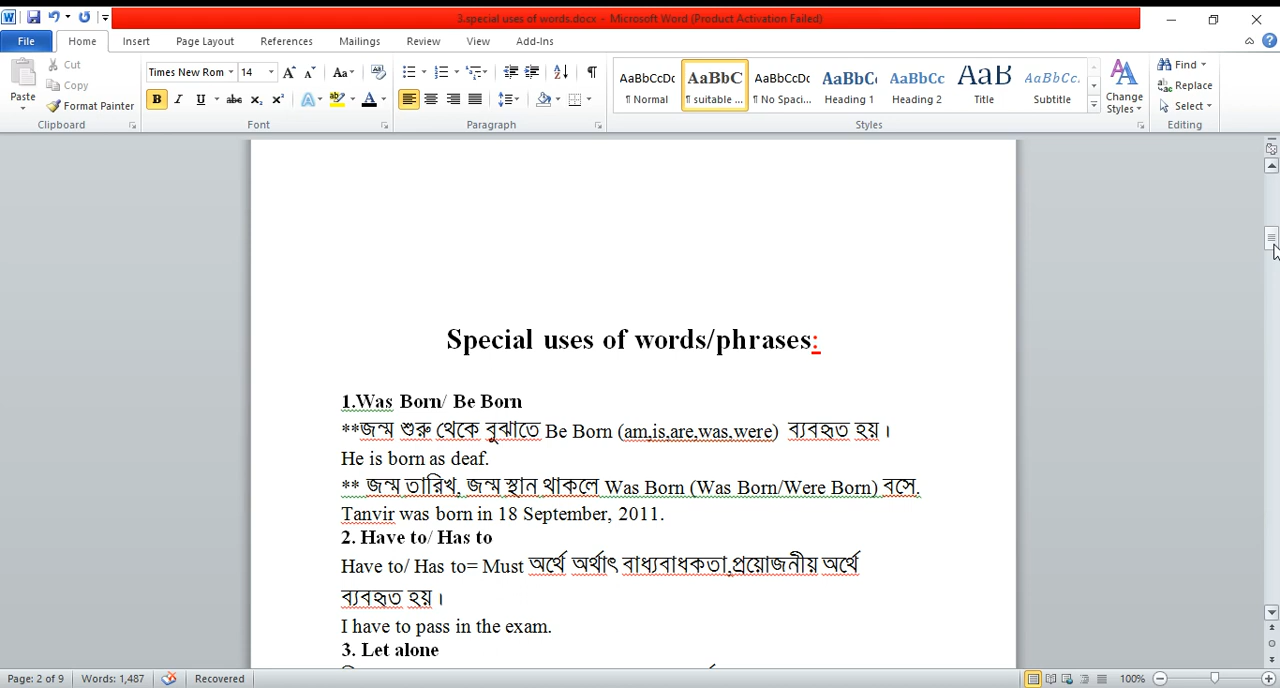 3.special uses of words.docx - Microsoft Word (Product Activation Failed)
File Home Insert Page Layout References Mailings Review View Add-Ins
Paste
Cut
Copy
Format Painter
Clipboard
Times New Rom 14
Font
Paragraph
AaBbCcDc AaBbC AaBbCcDc AaBbC AaBbCc AaB AaBbCc.
¶ Normal ¶ suitable ... ¶ No Spaci... Heading 1 Heading 2 Title Subtitle
Styles
Change Styles
Find
Replace
Select
Editing
Special uses of words/phrases:
1.Was Born/ Be Born
**জন্ম শুরু থেকে বুঝাতে Be Born (am,is,are,was,were) ব্যবহৃত হয়।
He is born as deaf.
** জন্ম তারিখ, জন্ম স্থান থাকলে Was Born (Was Born/Were Born) বসে.
Tanvir was born in 18 September, 2011.
2. Have to/ Has to
Have to/ Has to= Must অর্থে অর্থাৎ বাধ্যবাধকতা,প্রয়োজনীয় অর্থে
ব্যবহৃত হয়।
I have to pass in the exam.
3. Let alone
Page: 2 of 9 Words: 1,487 Recovered 100%